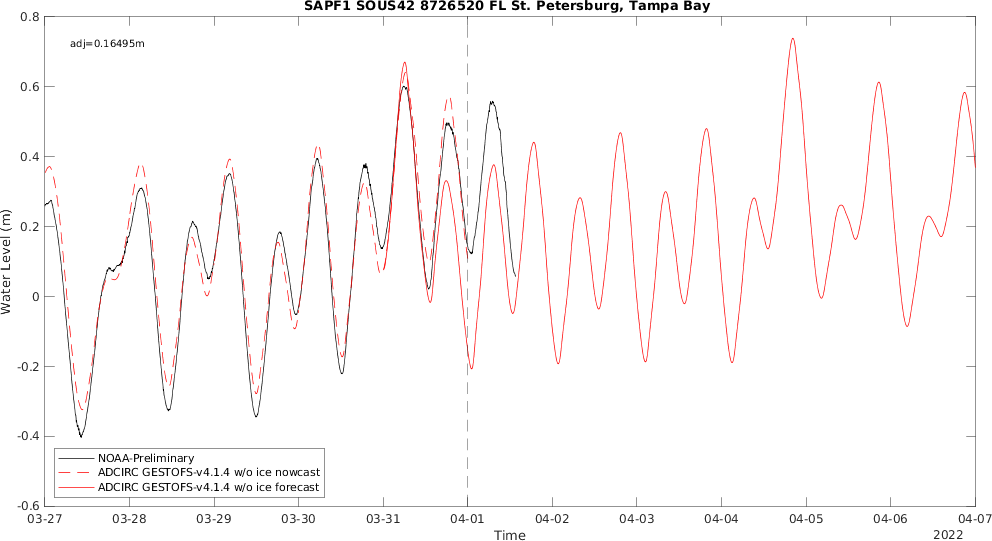 SAPF1 SOUS42 8726520 FL St. Petersburg, Tampa Bay
adj=0.16495m
0.8
0.6
0.4
0.2
0
-0.2
-0.4
-0.6
Water Level (m)
NOAA-Preliminary
ADCIRC GESTOFS-v4.1.4 w/o ice nowcast
ADCIRC GESTOFS-v4.1.4 w/o ice forecast
03-27 03-28 03-29 03-30 03-31 04-01 04-02 04-03 04-04 04-05 04-06 04-07
Time
2022